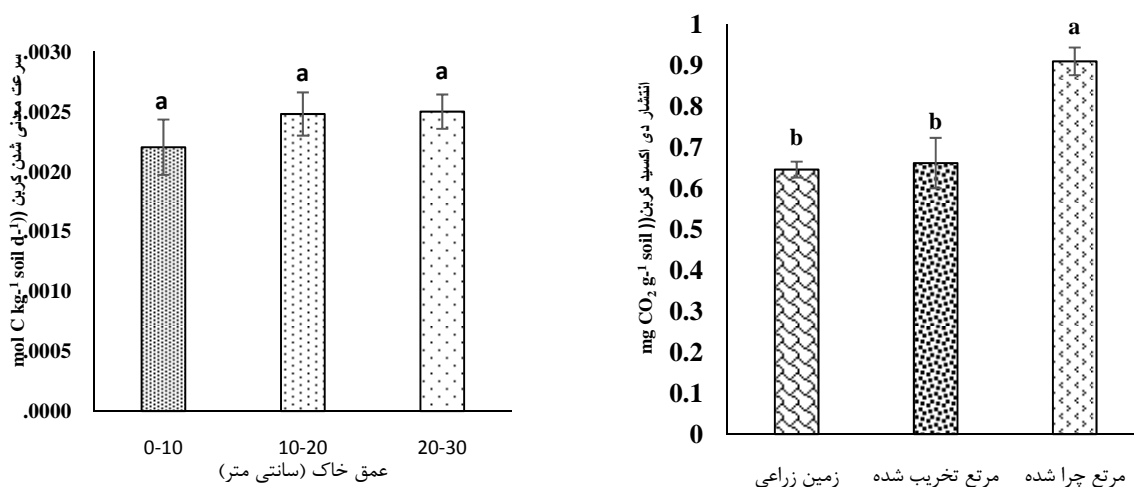 سرعت معدنی شدن کربن ((mol C kg-¹ soil d-¹
.0030
.0025
.0020
.0015
.0010
.0005
.0000
a
a
a
0-10
10-20
20-30
عمق خاک (سانتی متر)
انتشار دی اکسید کربن((mg CO₂ g-¹ soil
1
0.9
0.8
0.7
0.6
0.5
0.4
0.3
0.2
0.1
0
b
b
a
زمین زراعی
مرتع تخریب شده
مرتع چرا شده